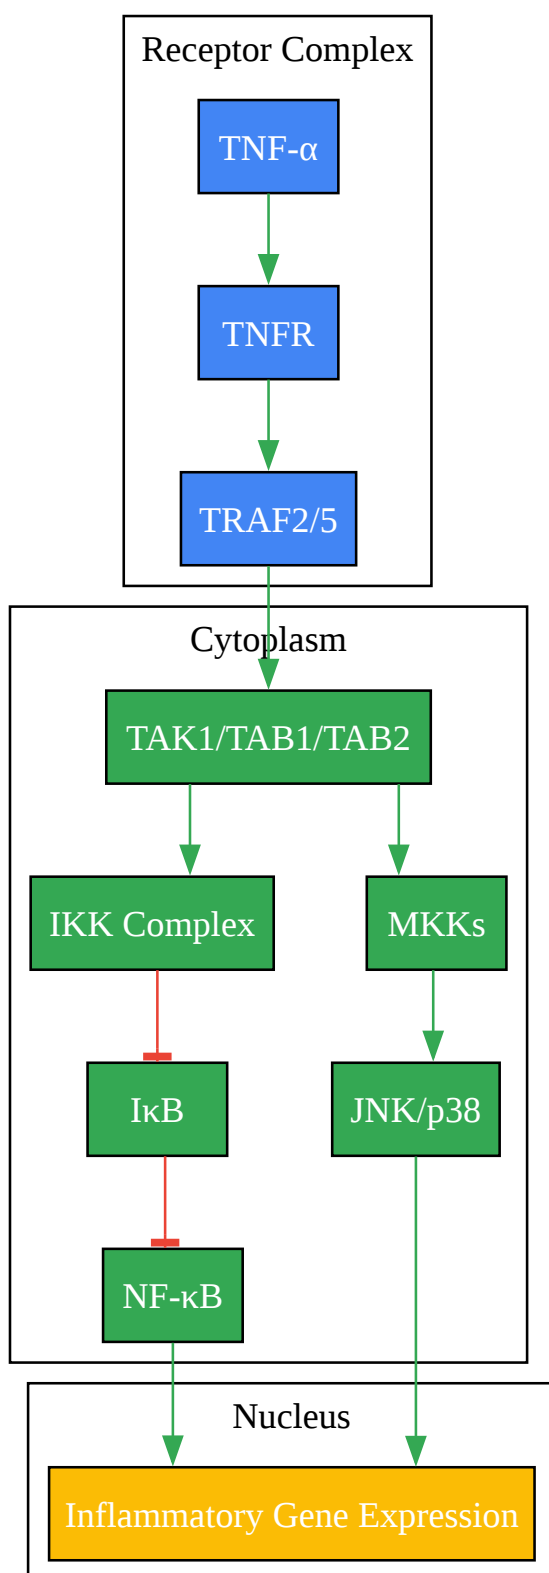 Receptor Complex
TNF-α
TNFR
TRAF2/5
Cytoplasm
TAK1/TAB1/TAB2
IKK Complex
MKKs
IκB
JNK/p38
NF-κB
Nucleus
Inflammatory Gene Expression